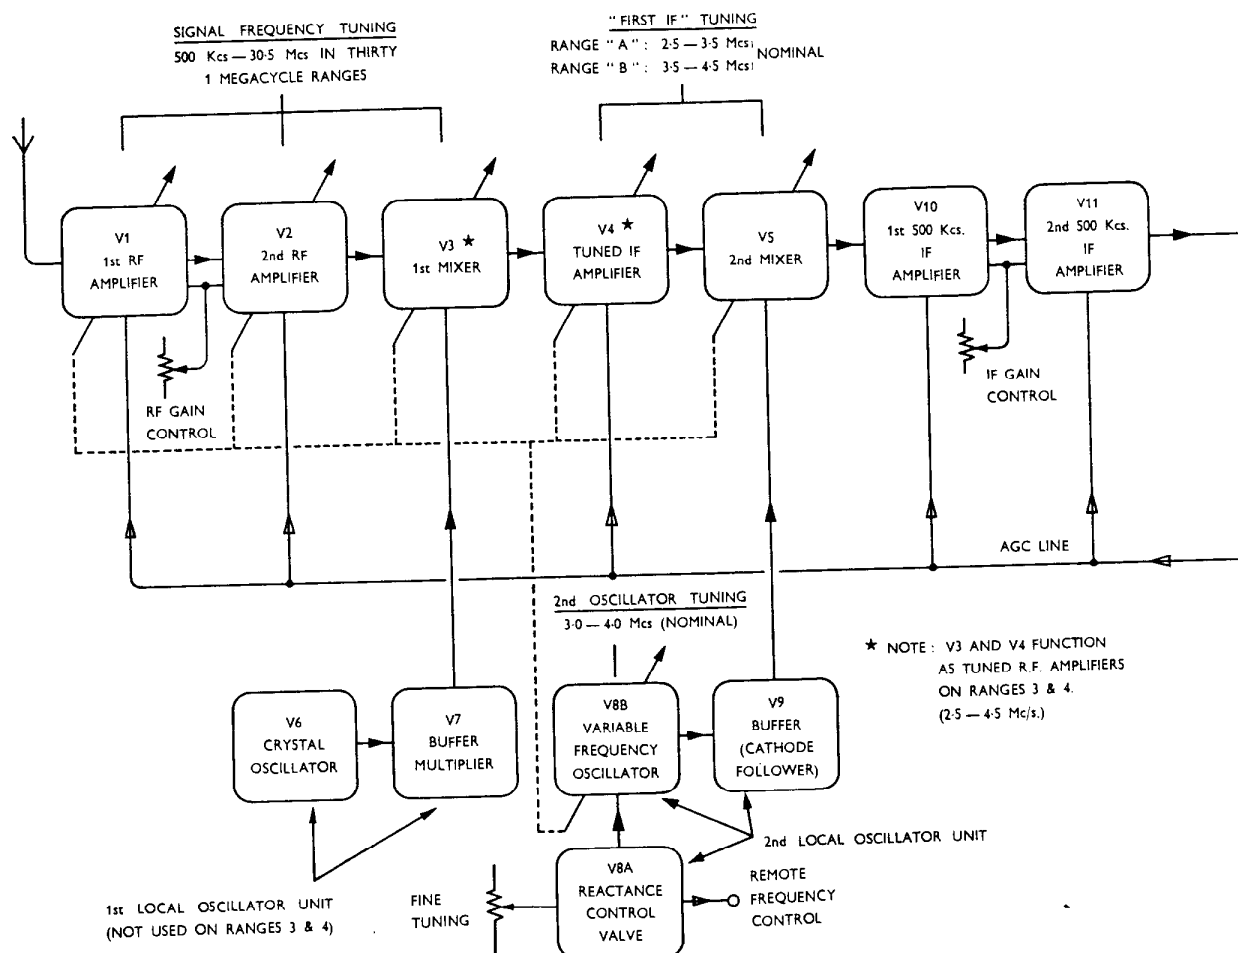 SIGNAL FREQUENCY TUNING
500 Kcs — 30·5 Mcs IN THIRTY
1 MEGACYCLE RANGES
"FIRST IF" TUNING
RANGE "A" : 2·5 — 3·5 Mcs
RANGE "B" : 3·5 — 4·5 Mcs
NOMINAL
V1
1st RF
AMPLIFIER
V2
2nd RF
AMPLIFIER
V3 ★
1st MIXER
V4 ★
TUNED IF
AMPLIFIER
V5
2nd MIXER
V10
1st 500 Kcs.
IF
AMPLIFIER
V11
2nd 500 Kcs.
IF
AMPLIFIER
RF GAIN
CONTROL
IF GAIN
CONTROL
AGC LINE
2nd OSCILLATOR TUNING
3·0 — 4·0 Mcs (NOMINAL)
★ NOTE : V3 AND V4 FUNCTION
AS TUNED R.F. AMPLIFIERS
ON RANGES 3 & 4.
(2·5 — 4·5 Mc/s.)
V6
CRYSTAL
OSCILLATOR
V7
BUFFER
MULTIPLIER
V8B
VARIABLE
FREQUENCY
OSCILLATOR
V9
BUFFER
(CATHODE
FOLLOWER)
2nd LOCAL OSCILLATOR UNIT
1st LOCAL OSCILLATOR UNIT
(NOT USED ON RANGES 3 & 4)
FINE
TUNING
V8A
REACTANCE
CONTROL
VALVE
REMOTE
FREQUENCY
CONTROL